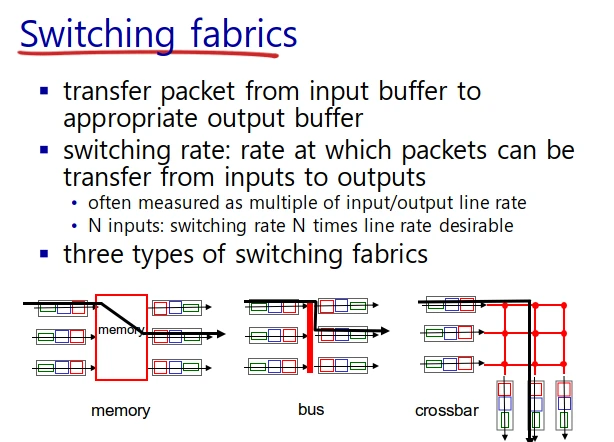 Switching fabrics
transfer packet from input buffer to
appropriate output buffer
switching rate: rate at which packets can be
transfer from inputs to outputs
often measured as multiple of input/output line rate
N inputs: switching rate N times line rate desirable
three types of switching fabrics
memory
memory
bus
crossbar